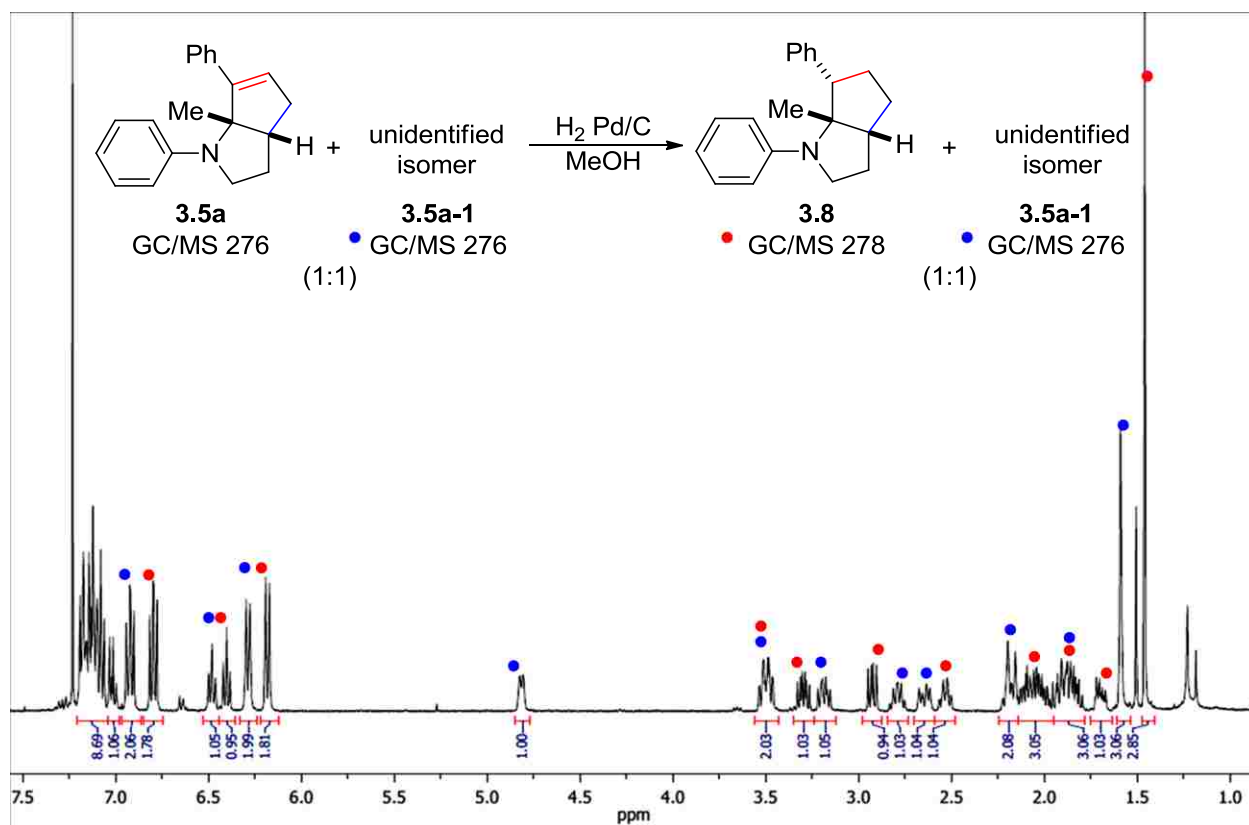 Ph
Me
N
H
+
unidentified
isomer
H2 Pd/C
MeOH
Ph
Me
N
H
+
unidentified
isomer
3.5a
3.5a-1
3.8
3.5a-1
GC/MS 276
GC/MS 276
GC/MS 278
GC/MS 276
(1:1)
(1:1)
8.69
1.06
2.06
1.78
1.05
0.95
1.99
1.81
1.00
2.03
1.03
1.05
0.94
1.03
1.04
1.04
2.08
3.05
3.06
1.03
3.06
2.85
7.5 7.0 6.5 6.0 5.5 5.0 4.5 4.0 3.5 3.0 2.5 2.0 1.5 1.0
ppm